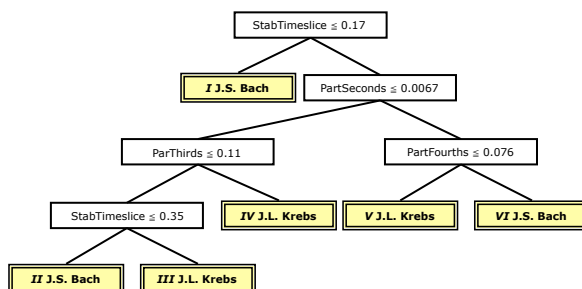 StabTimeslice ≦ 0.17
I J.S. Bach
PartSeconds ≦ 0.0067
ParThirds ≦ 0.11
PartFourths ≦ 0.076
StabTimeslice ≦ 0.35
IV J.L. Krebs
V J.L. Krebs
VI J.S. Bach
II J.S. Bach
III J.L. Krebs